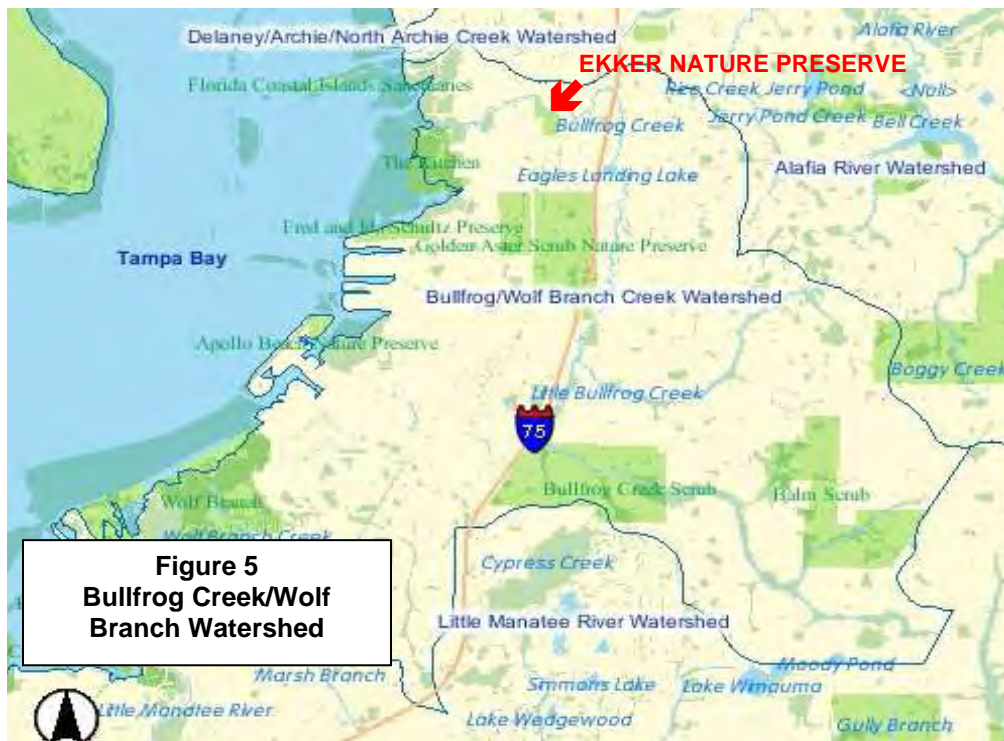 Delaney/Archie/North Archie Creek Watershed
Alafia River
EKKER NATURE PRESERVE
Florida Coastal Islands Sanctuaries
Rice Creek Jerry Pond
<Null>
Bullfrog Creek
Jerry Pond Creek
Bell Creek
The Kitchen
Eagles Landing Lake
Alafia River Watershed
Fred and Ida Schultz Preserve
Golden Aster Scrub Nature Preserve
Tampa Bay
Bullfrog/Wolf Branch Creek Watershed
Apollo Beach Nature Preserve
Boggy Creek
Little Bullfrog Creek
75
Bullfrog Creek Scrub
Balm Scrub
Wolf Branch
Wolf Branch Creek
Figure 5
Bullfrog Creek/Wolf
Branch Watershed
Cypress Creek
Little Manatee River Watershed
Marsh Branch
Moody Pond
Simmons Lake
Lake Wimauma
Little Manatee River
Lake Wedgewood
Gully Branch